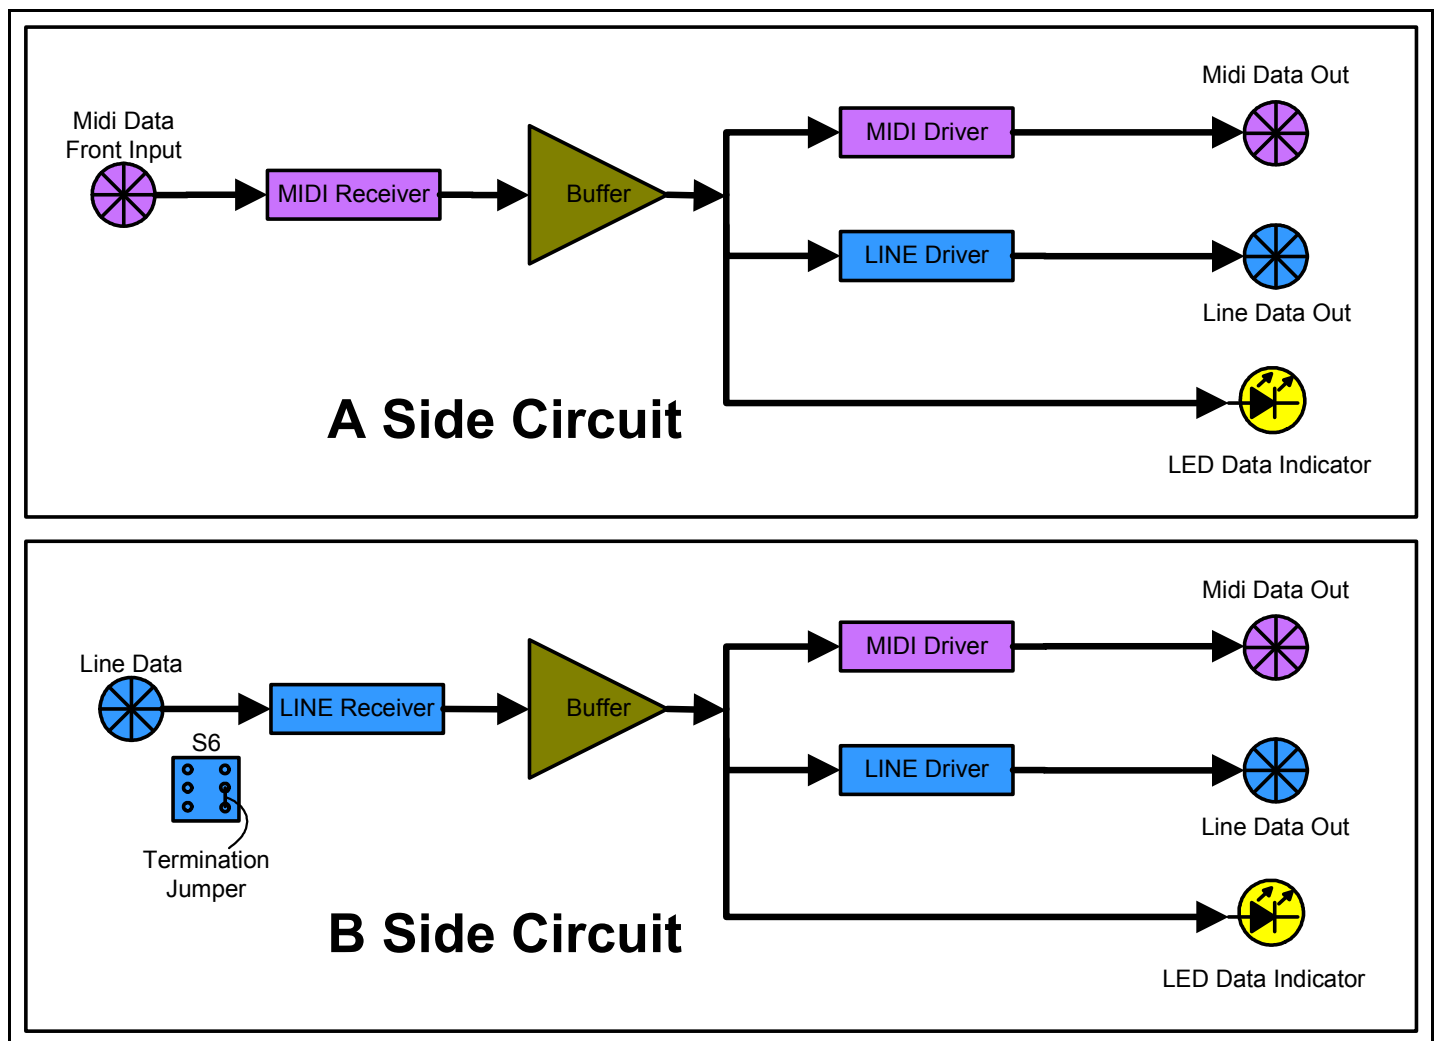 Midi Data
Front Input
MIDI Receiver
Buffer
MIDI Driver
Midi Data Out
LINE Driver
Line Data Out
LED Data Indicator
A Side Circuit
Line Data
LINE Receiver
S6
Termination
Jumper
Buffer
MIDI Driver
Midi Data Out
LINE Driver
Line Data Out
LED Data Indicator
B Side Circuit